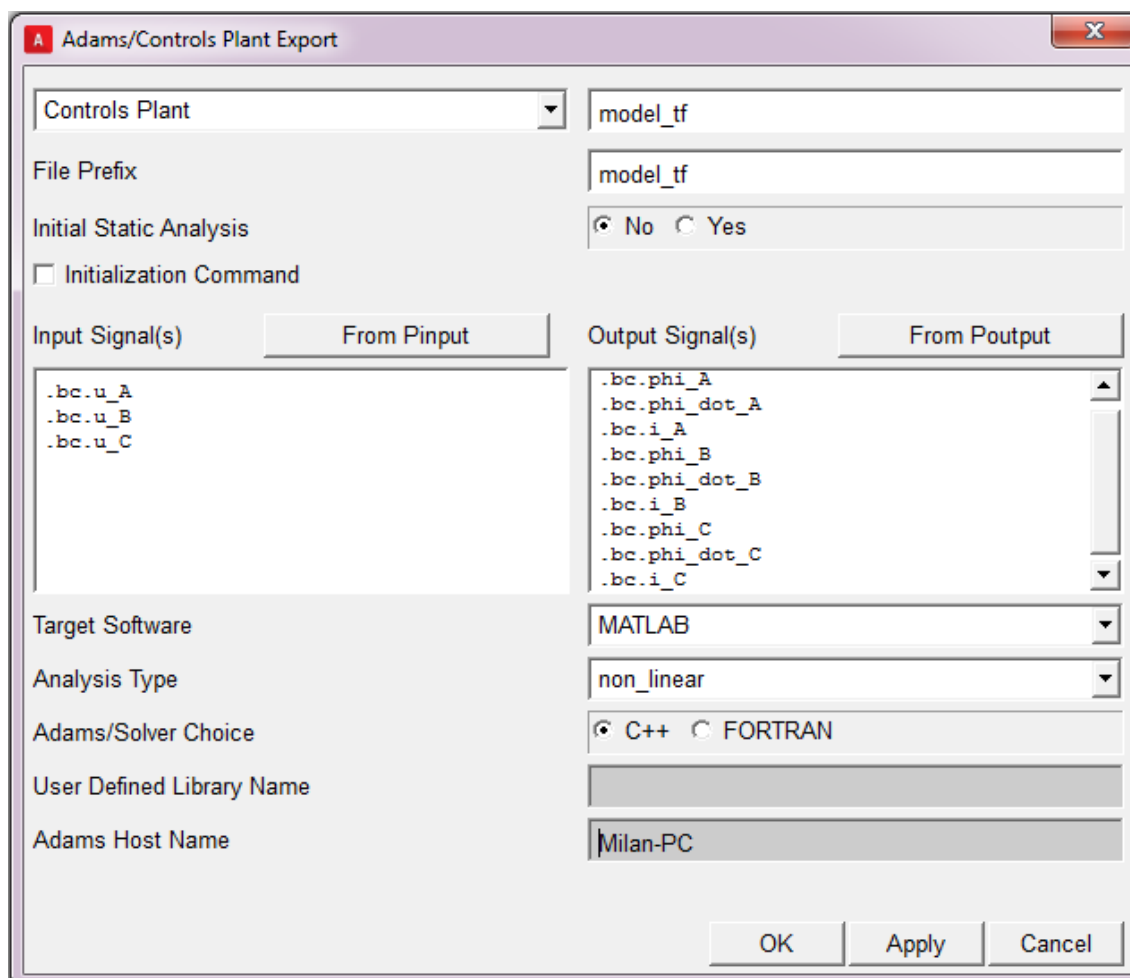 A Adams/Controls Plant Export X
Controls Plant model_tf
File Prefix model_tf
Initial Static Analysis No Yes
Initialization Command
Input Signal(s) From Pinput Output Signal(s) From Poutput
.bc.u_A
.bc.u_B
.bc.u_C
.bc.phi_A
.bc.phi_dot_A
.bc.i_A
.bc.phi_B
.bc.phi_dot_B
.bc.i_B
.bc.phi_C
.bc.phi_dot_C
.bc.i_C
Target Software MATLAB
Analysis Type non_linear
Adams/Solver Choice C++ FORTRAN
User Defined Library Name
Adams Host Name Milan-PC
OK Apply Cancel